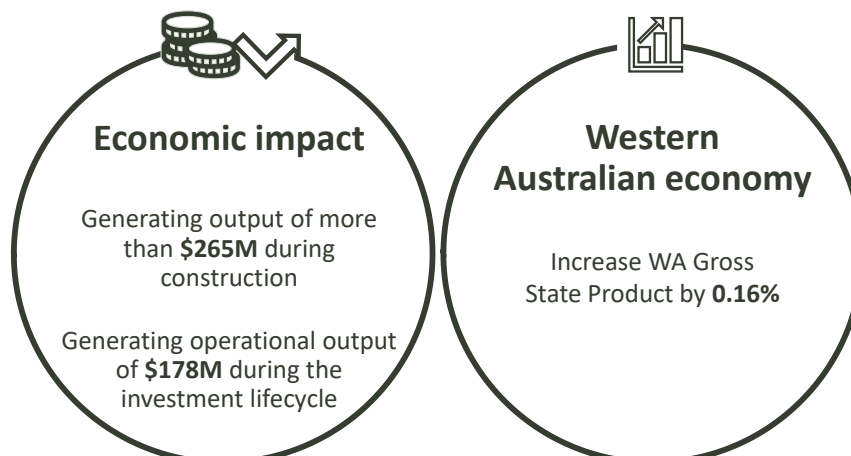 Economic impact
Generating output of more
than $265M during
construction
Generating operational output
of $178M during the
investment lifecycle
Western
Australian economy
Increase WA Gross
State Product by 0.16%